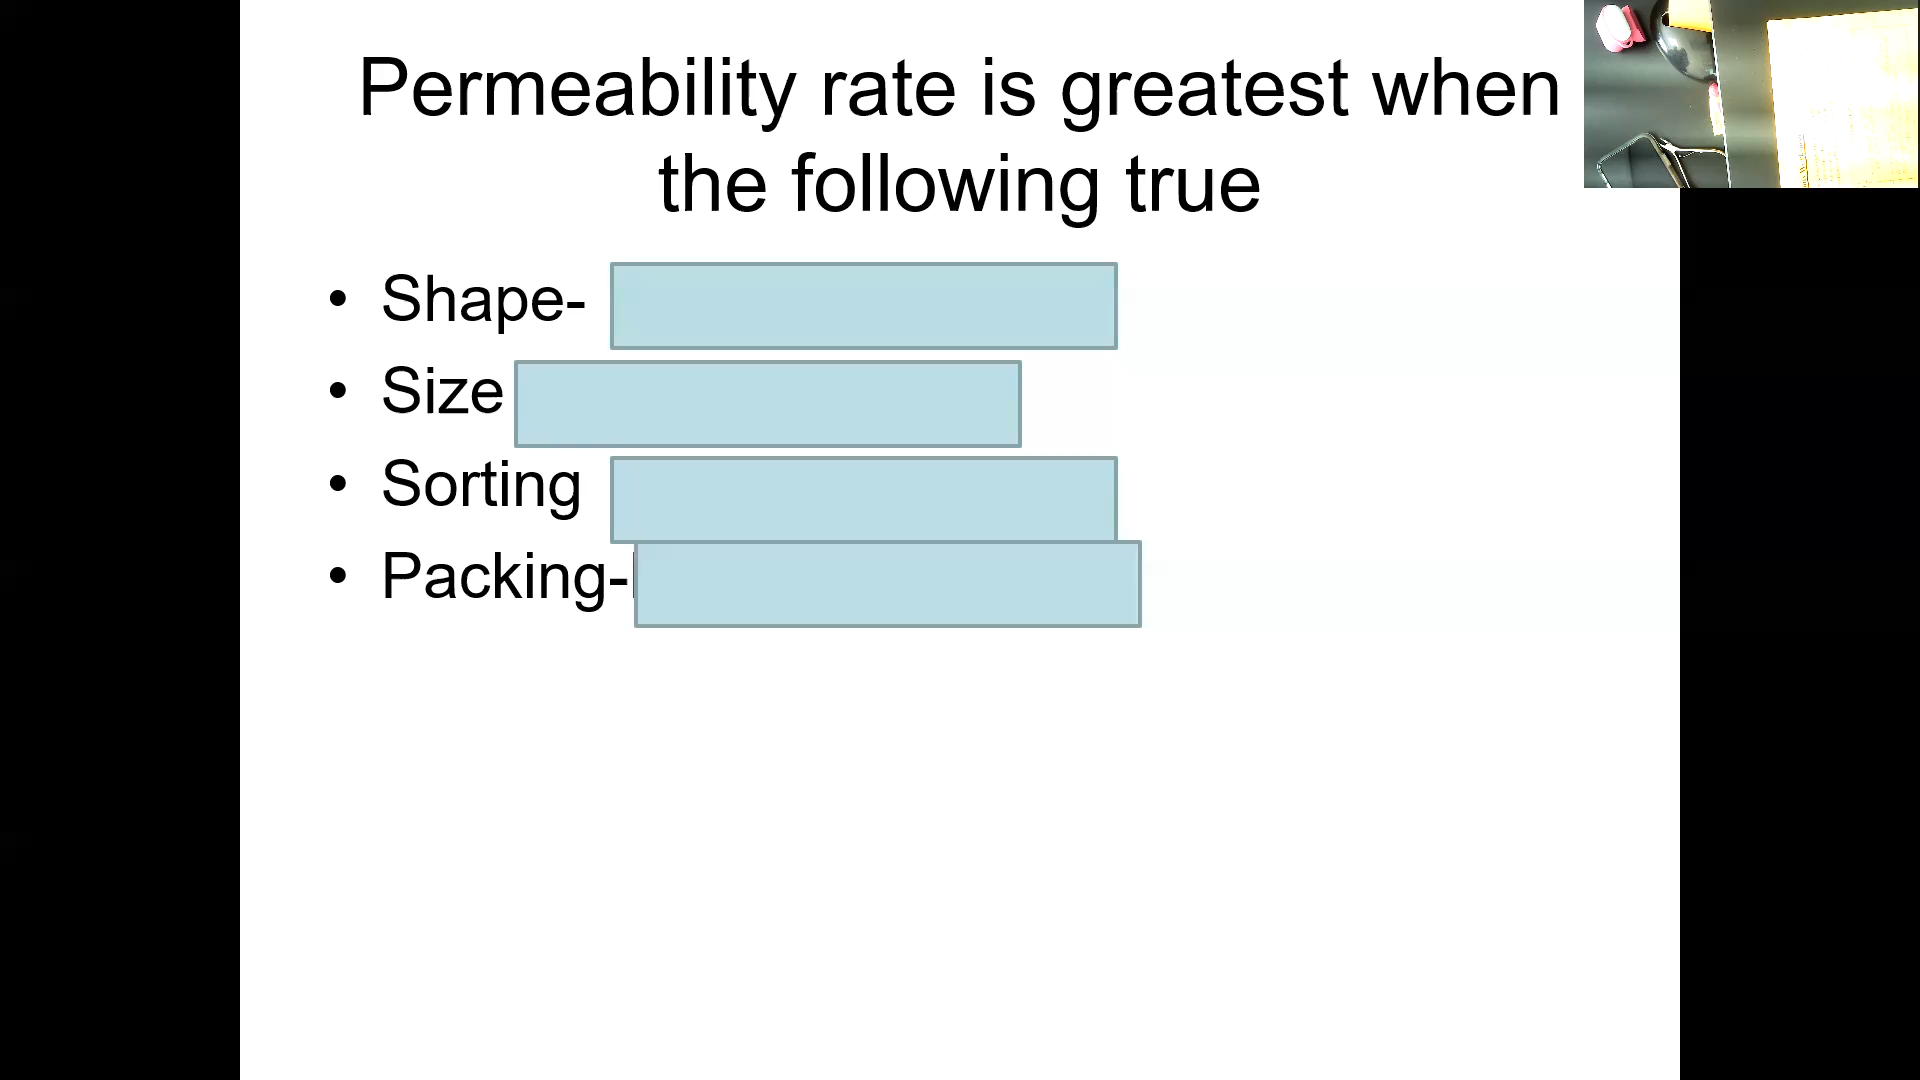 Permeability rate is greatest when
the following true
• Shape-
• Size
• Sorting
• Packing-